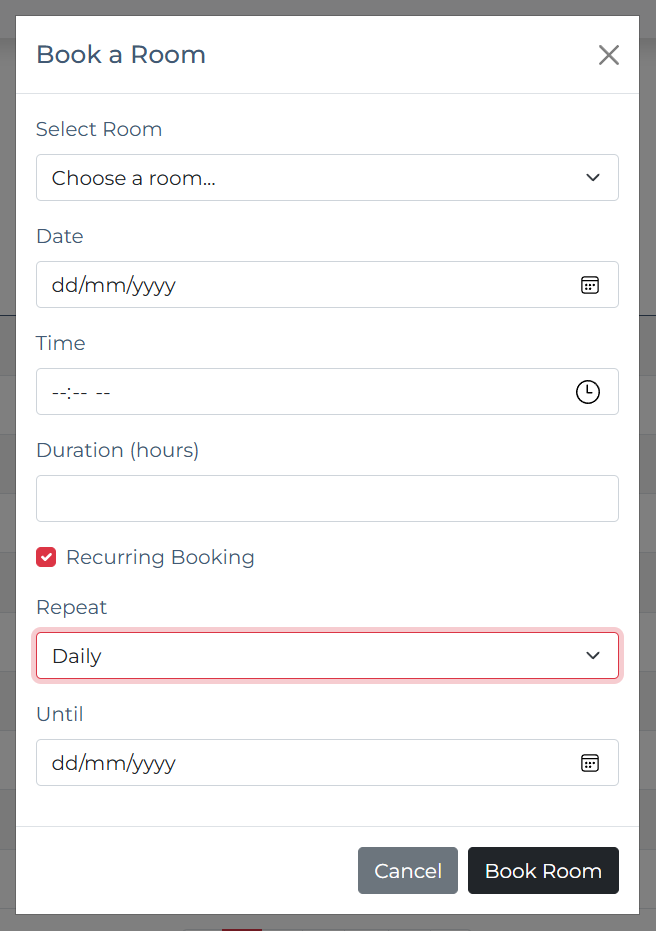 Book a Room
Select Room
Choose a room...
Date
dd/mm/yyyy
Time
--:-- --
Duration (hours)
Recurring Booking
Repeat
Daily
Until
dd/mm/yyyy
Cancel Book Room